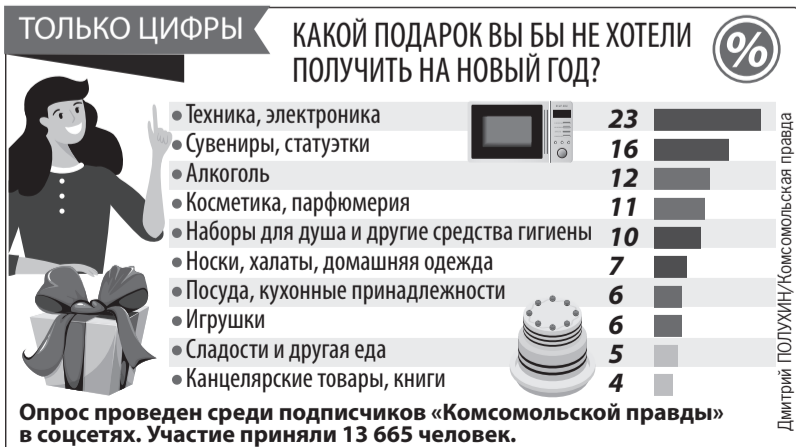 ТОЛЬКО ЦИФРЫ
КАКОЙ ПОДАРОК ВЫ БЫ НЕ ХОТЕЛИ
ПОЛУЧИТЬ НА НОВЫЙ ГОД?
%
• Техника, электроника 23
• Сувениры, статуэтки 16
• Алкоголь 12
• Косметика, парфюмерия 11
• Наборы для душа и другие средства гигиены 10
• Носки, халаты, домашняя одежда 7
• Посуда, кухонные принадлежности 6
• Игрушки 6
• Сладости и другая еда 5
• Канцелярские товары, книги 4
Опрос проведен среди подписчиков «Комсомольской правды»
в соцсетях. Участие приняли 13 665 человек.
Дмитрий ПОЛУХИН/Комсомольская правда